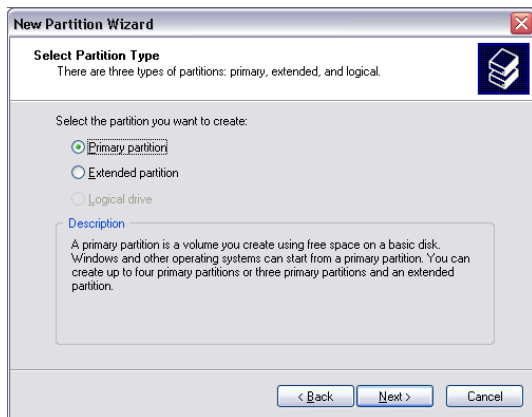 New Partition Wizard
Select Partition Type
There are three types of partitions: primary, extended, and logical.
Select the partition you want to create:
Primary partition
Extended partition
Logical drive
Description
A primary partition is a volume you create using free space on a basic disk.
Windows and other operating systems can start from a primary partition. You can
create up to four primary partitions or three primary partitions and an extended
partition.
< Back
Next >
Cancel